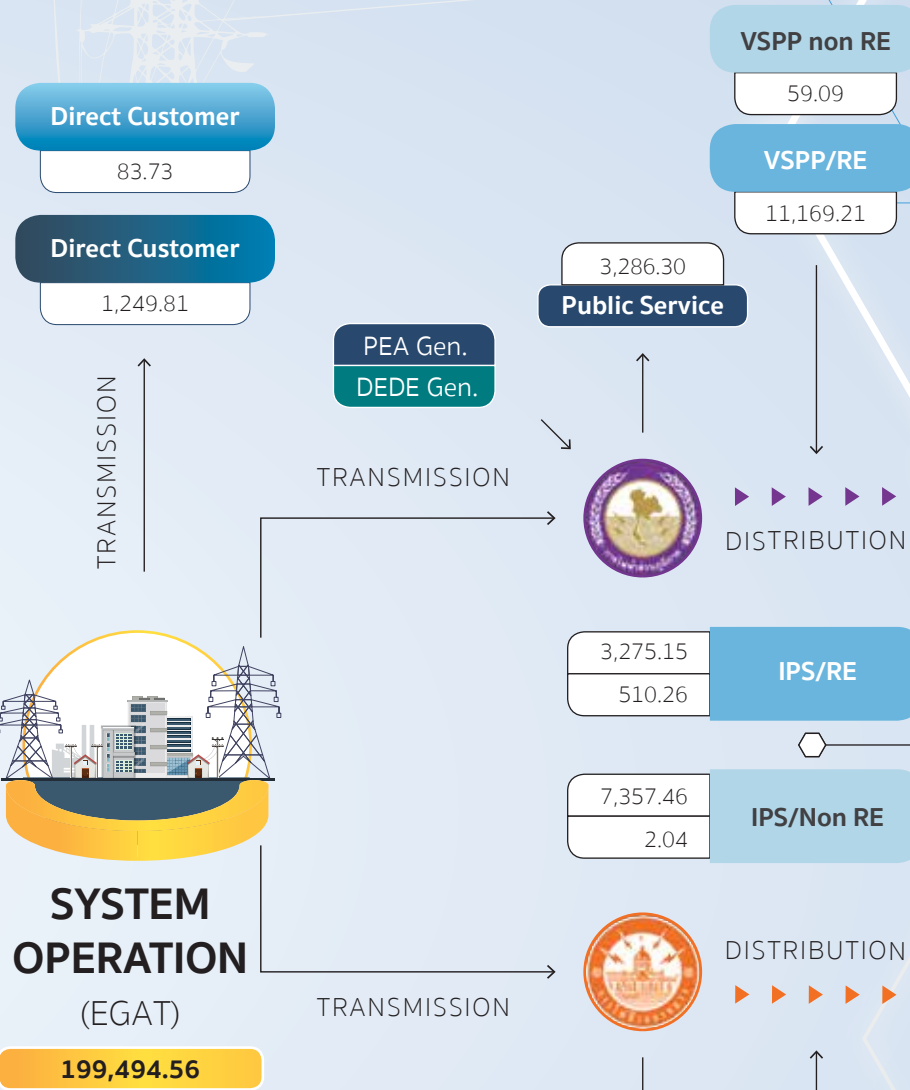 VSPP non RE
59.09
VSPP/RE
11,169.21
Direct Customer
83.73
Direct Customer
1,249.81
3,286.30
Public Service
PEA Gen.
DEDE Gen.
TRANSMISSION
TRANSMISSION
DISTRIBUTION
3,275.15
510.26
IPS/RE
7,357.46
2.04
IPS/Non RE
SYSTEM
OPERATION
(EGAT)
199,494.56
TRANSMISSION
DISTRIBUTION